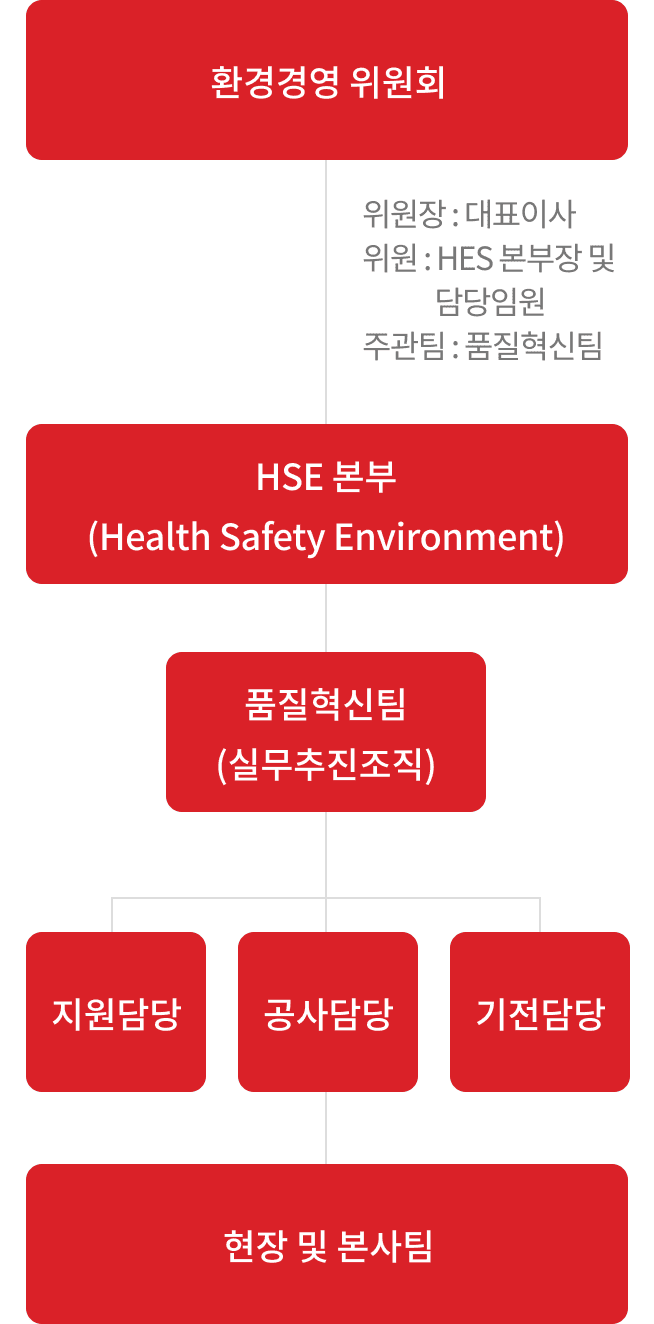 환경경영 위원회
위원장 : 대표이사
위원 : HES 본부장 및
담당임원
주관팀 : 품질혁신팀
HSE 본부
(Health Safety Environment)
품질혁신팀
(실무추진조직)
지원담당
공사담당
기전담당
현장 및 본사팀